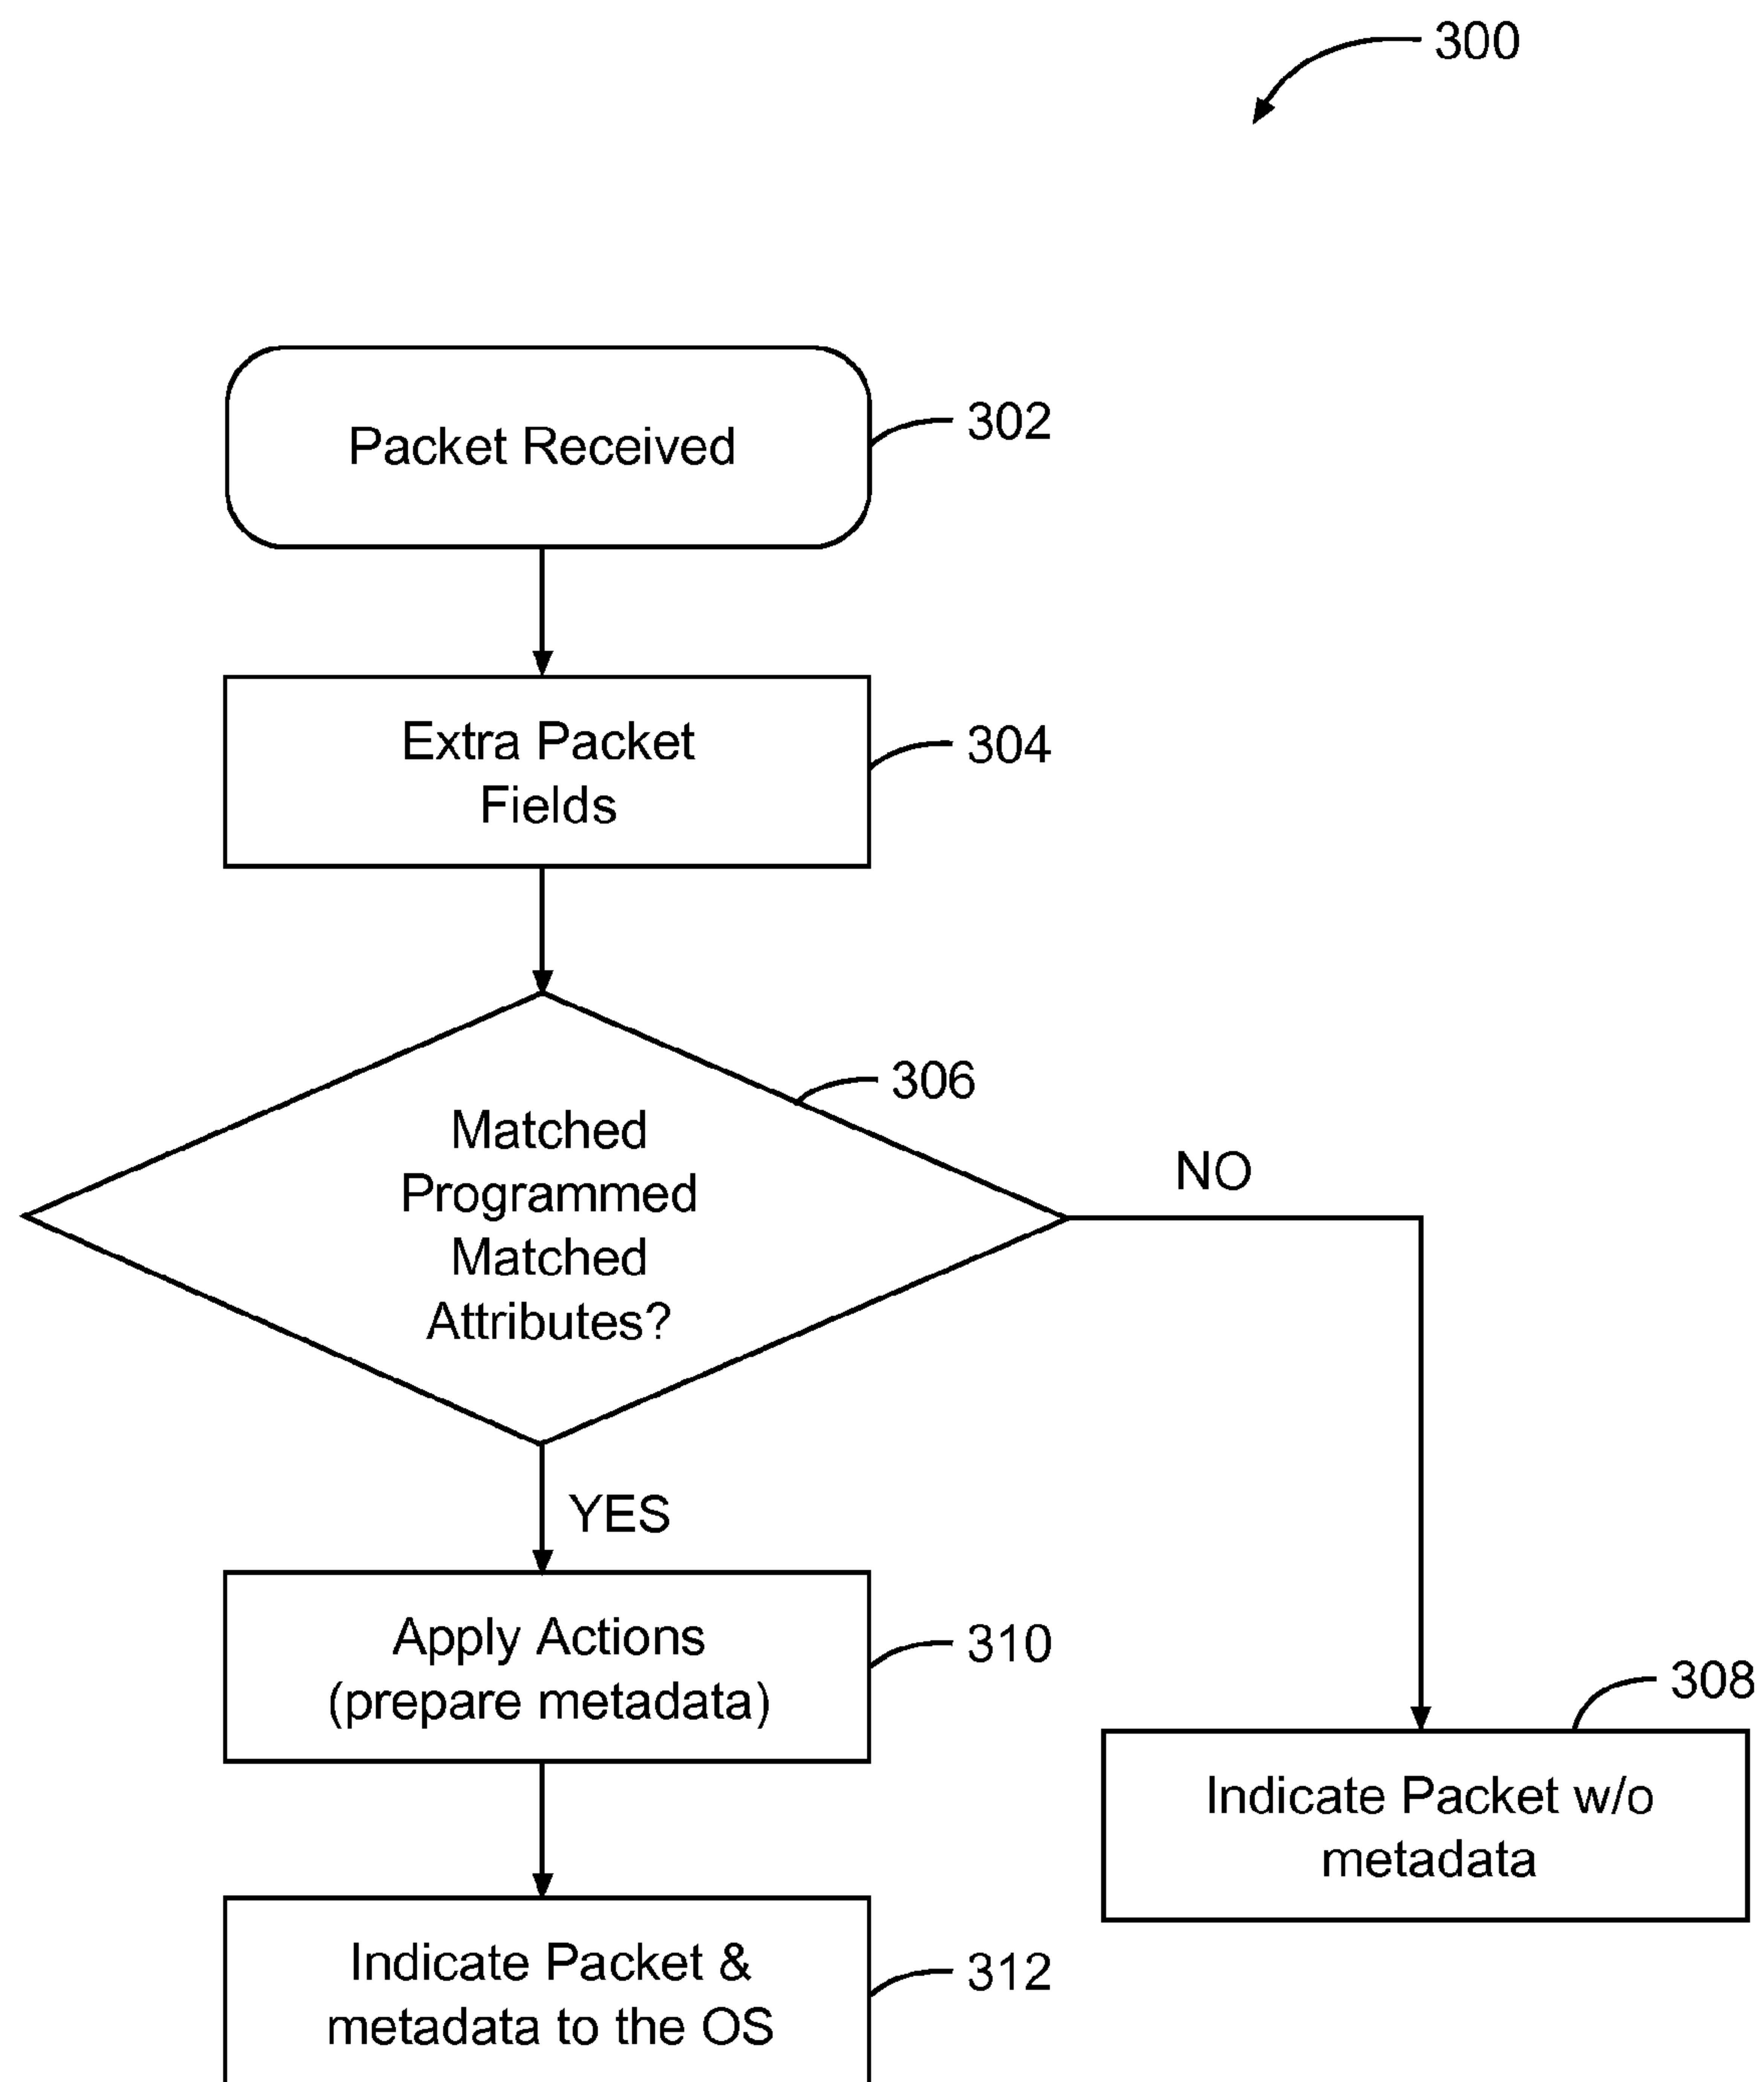 300
Packet Received
302
Extra Packet
Fields
304
306
Matched
Programmed
Matched
Attributes?
NO
YES
Apply Actions
(prepare metadata)
310
308
Indicate Packet w/o
metadata
Indicate Packet &
metadata to the OS
312